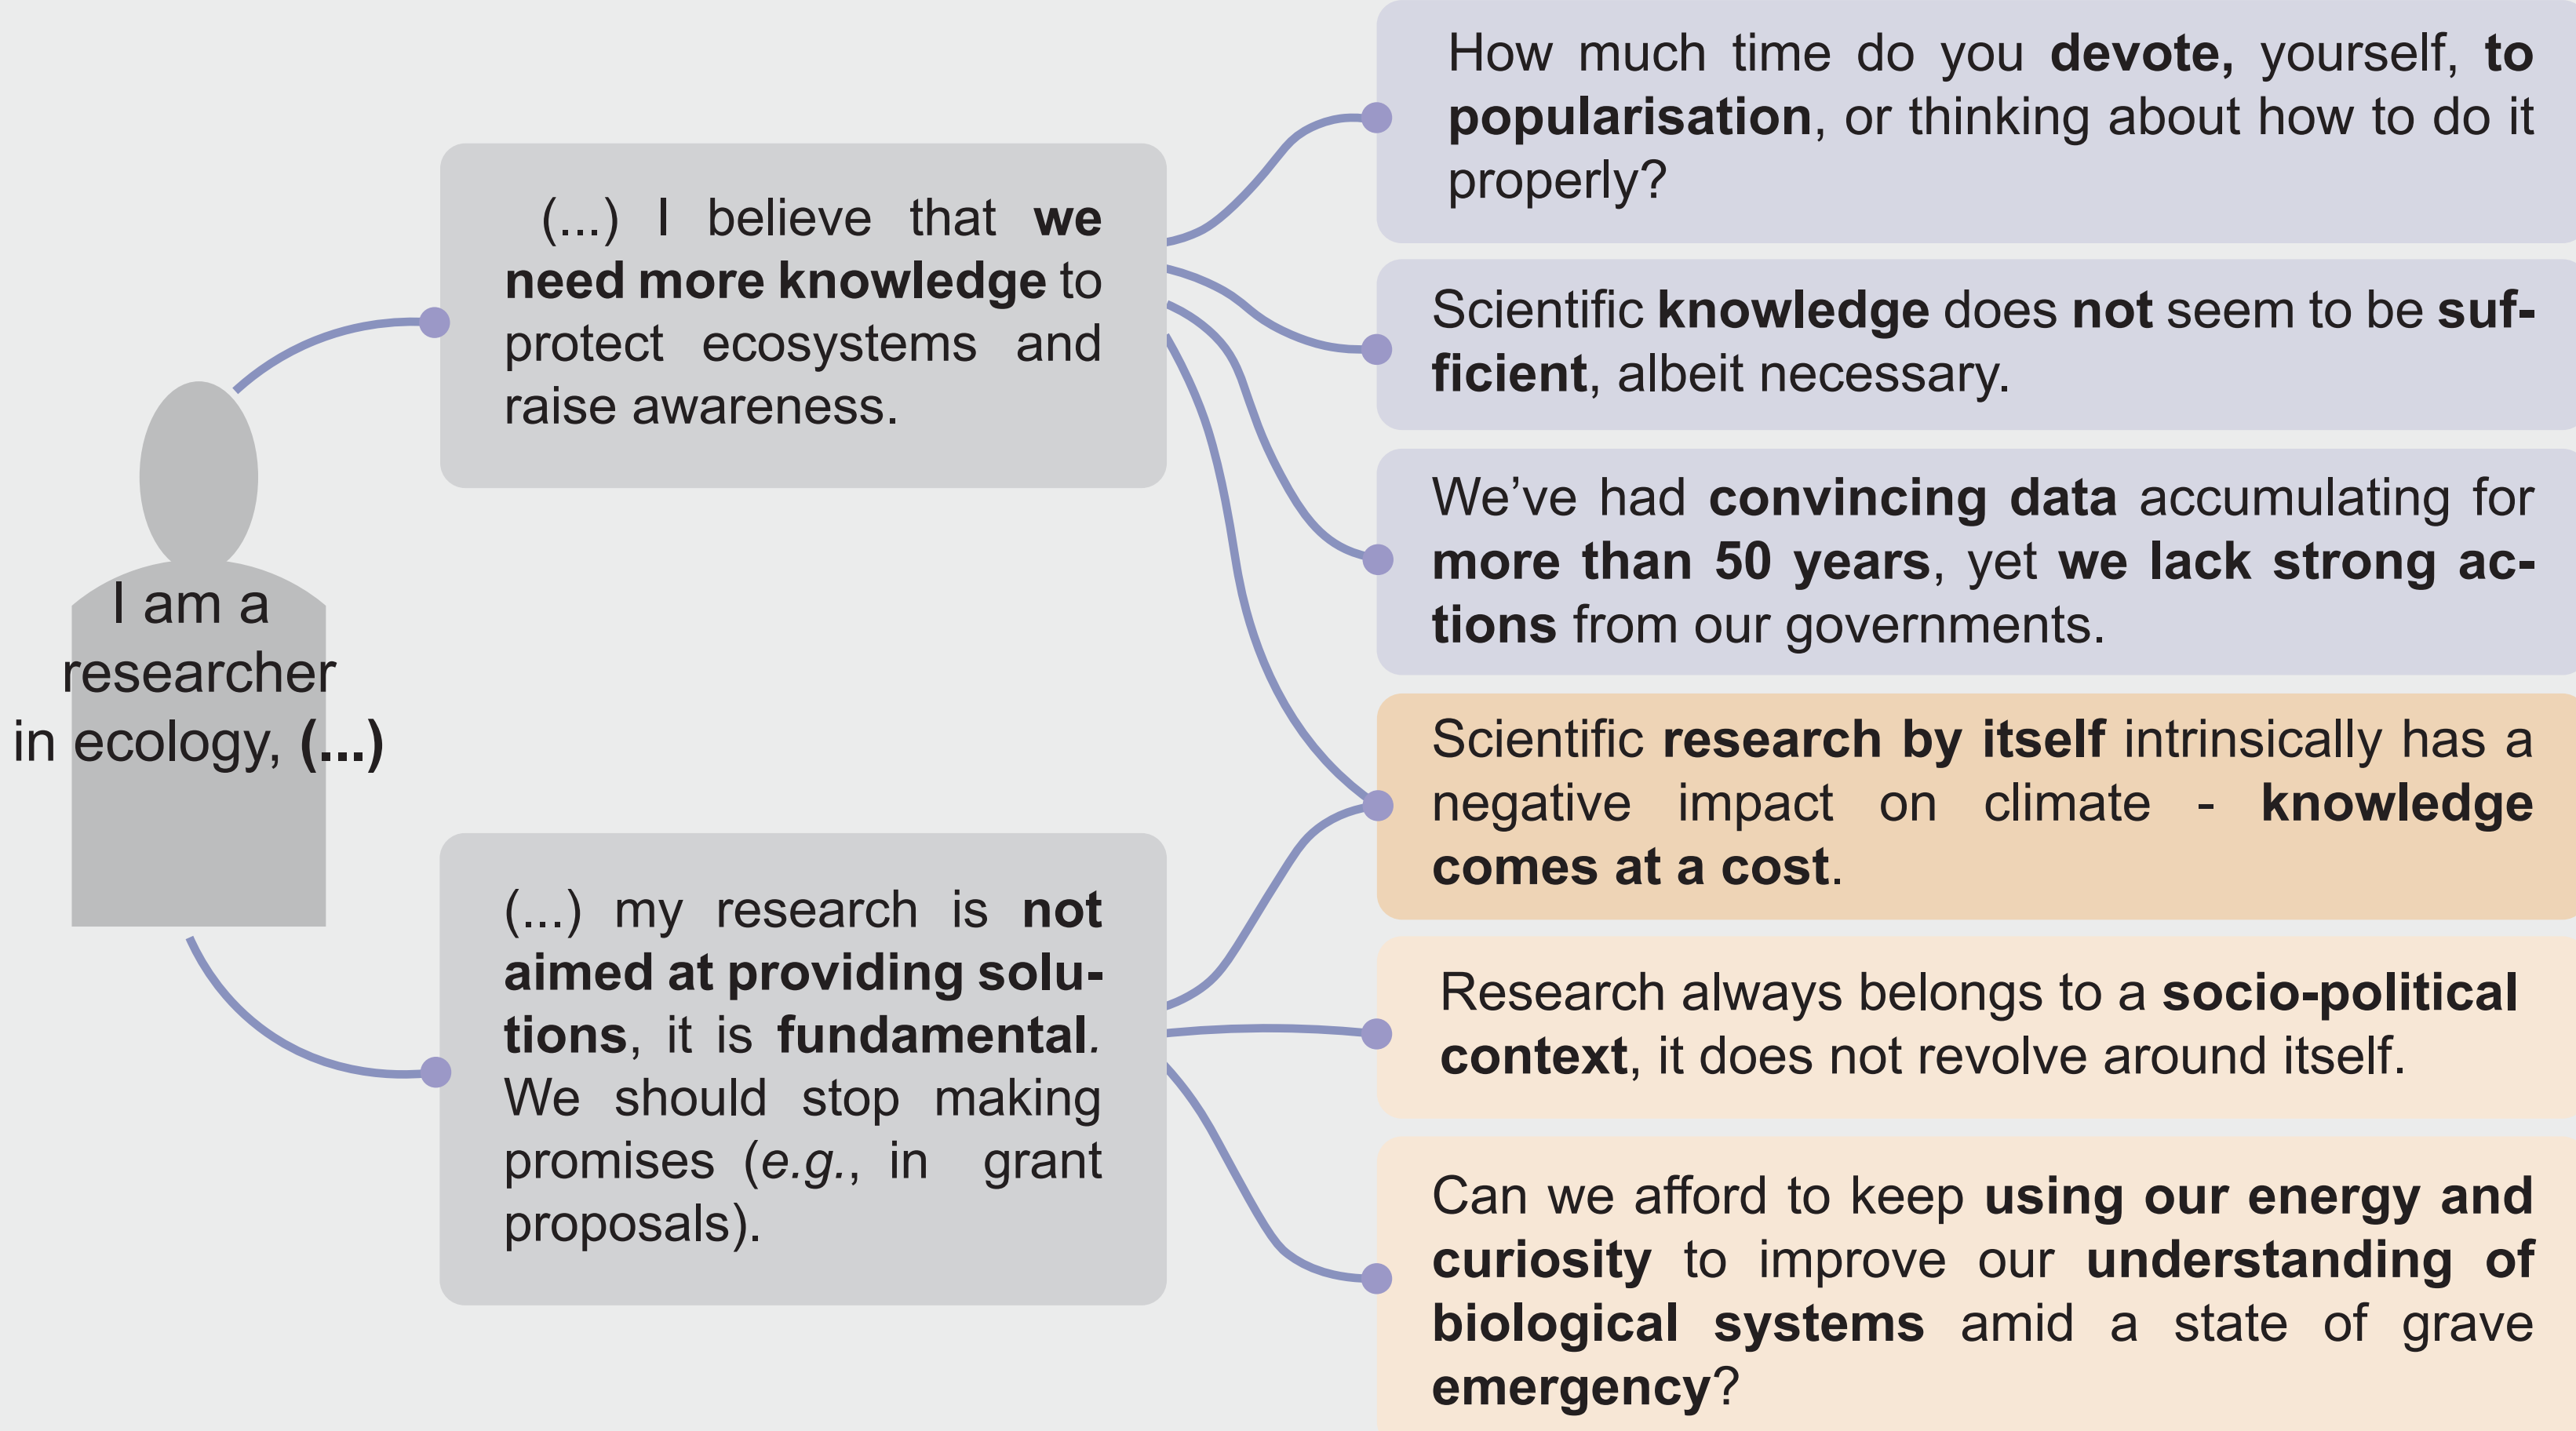 I am a
researcher
in ecology, (...)
(...) I believe that we
need more knowledge to
protect ecosystems and
raise awareness.
(...) my research is not
aimed at providing solu-
tions, it is fundamental.
We should stop making
promises (e.g., in grant
proposals).
How much time do you devote, yourself, to
popularisation, or thinking about how to do it
properly?
Scientific knowledge does not seem to be suf-
ficient, albeit necessary.
We’ve had convincing data accumulating for
more than 50 years, yet we lack strong ac-
tions from our governments.
Scientific research by itself intrinsically has a
negative impact on climate - knowledge
comes at a cost.
Research always belongs to a socio-political
context, it does not revolve around itself.
Can we afford to keep using our energy and
curiosity to improve our understanding of
biological systems amid a state of grave
emergency?